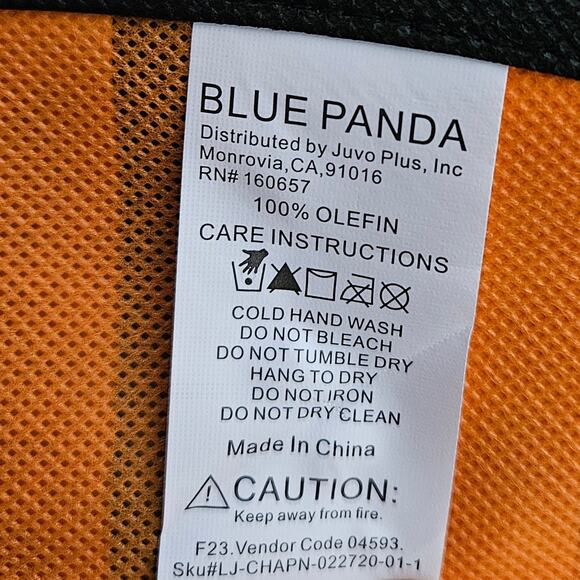 BLUE PANDA
Distributed by Juvo Plus, Inc
Monrovia,CA,91016
RN# 160657
100% OLEFIN
CARE INSTRUCTIONS
COLD HAND WASH
DO NOT BLEACH
DO NOT TUMBLE DRY
HANG TO DRY
DO NOT IRON
DO NOT DRY CLEAN
Made In China
CAUTION:
Keep away from fire.
F23.Vendor Code 04593.
Sku#LJ-CHAPN-022720-01-1